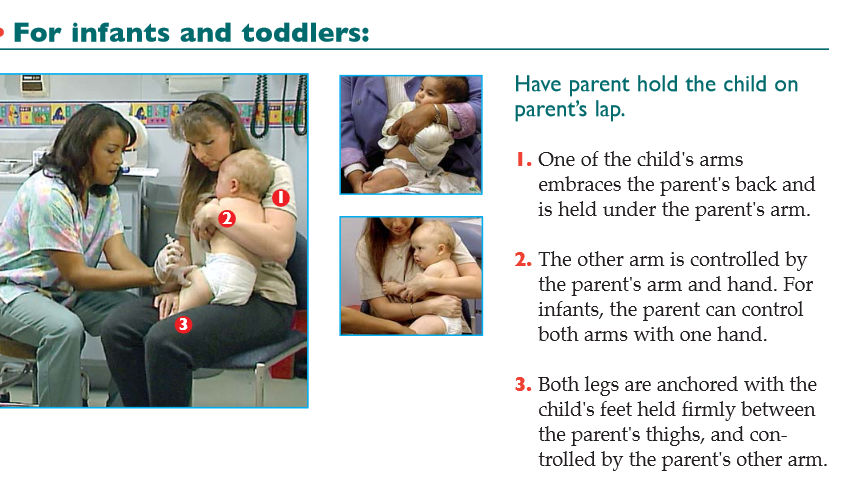 For infants and toddlers:
1
2
3
Have parent hold the child on
parent's lap.
1. One of the child's arms
embraces the parent's back and
is held under the parent's arm.
2. The other arm is controlled by
the parent's arm and hand. For
infants, the parent can control
both arms with one hand.
3. Both legs are anchored with the
child's feet held firmly between
the parent's thighs, and con-
trolled by the parent's other arm.